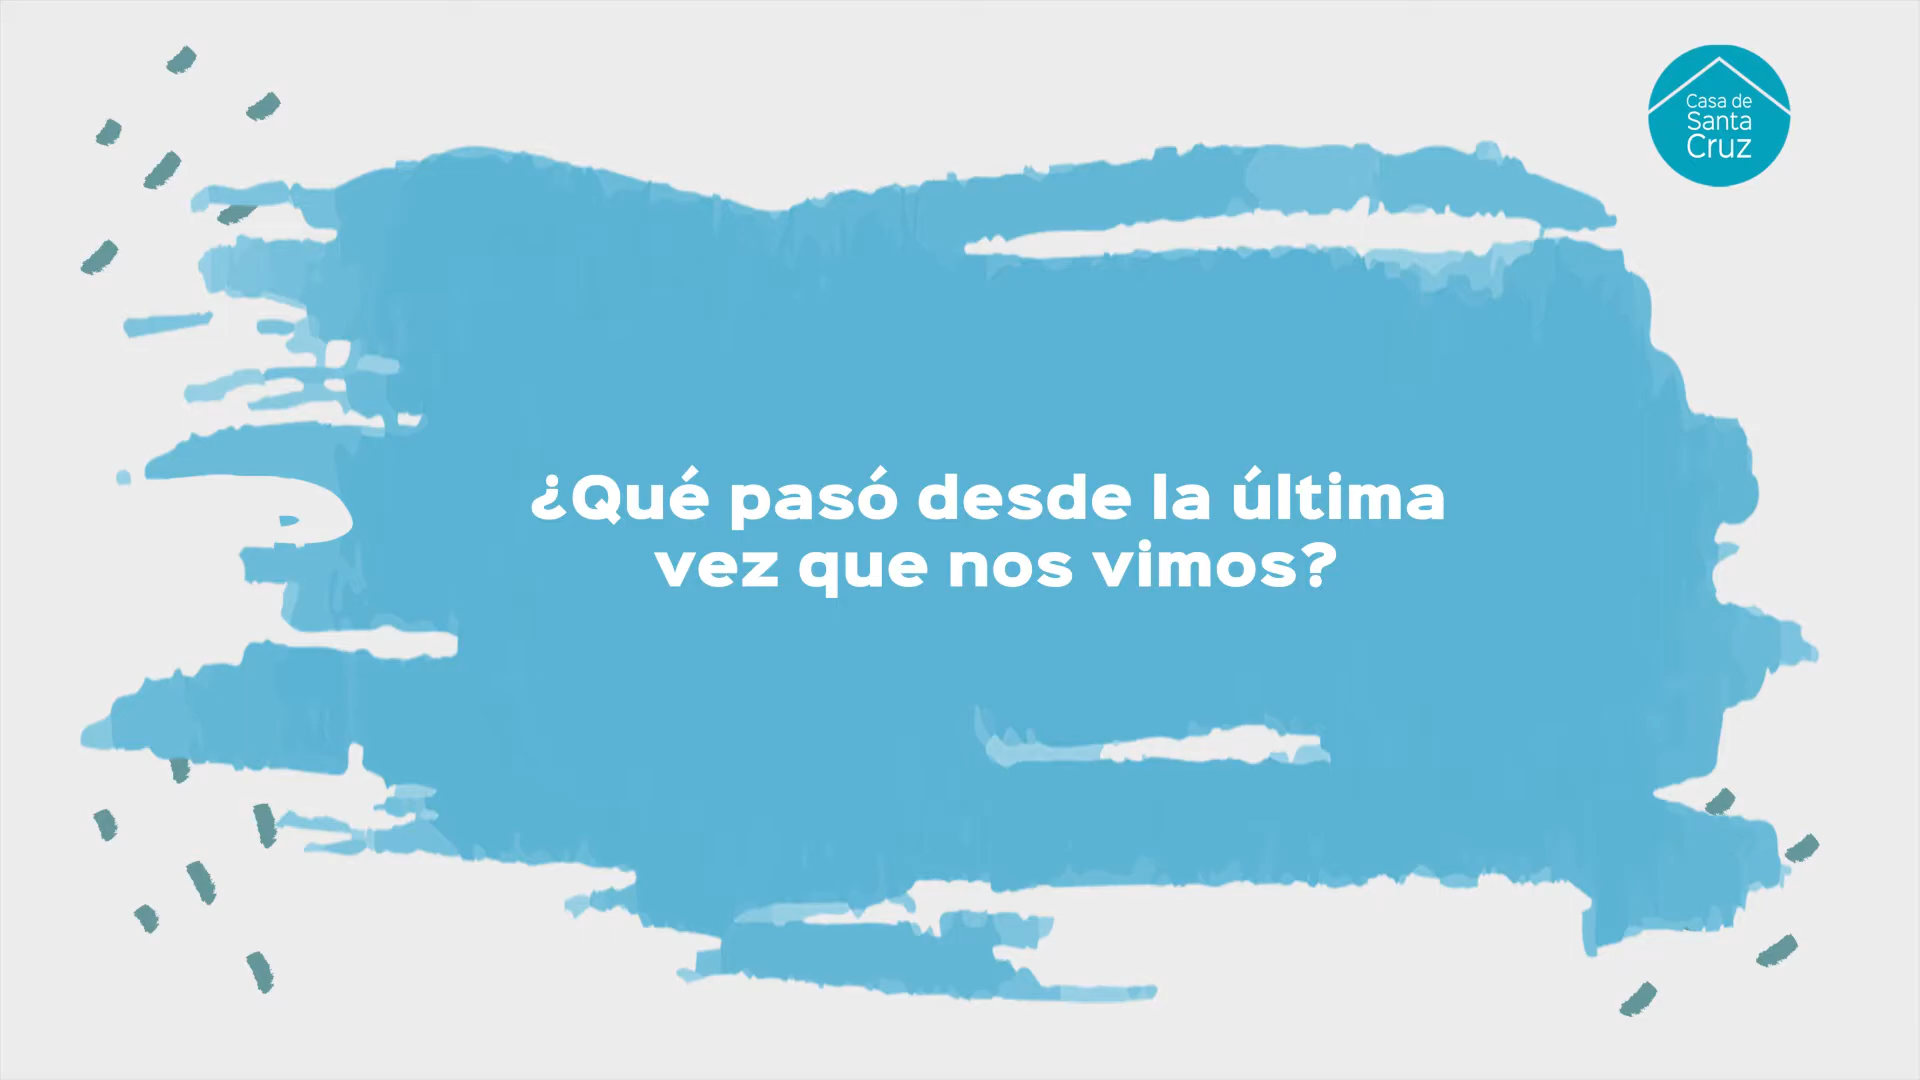 Casa de
Santa
Cruz
¿Qué pasó desde la última
vez que nos vimos?